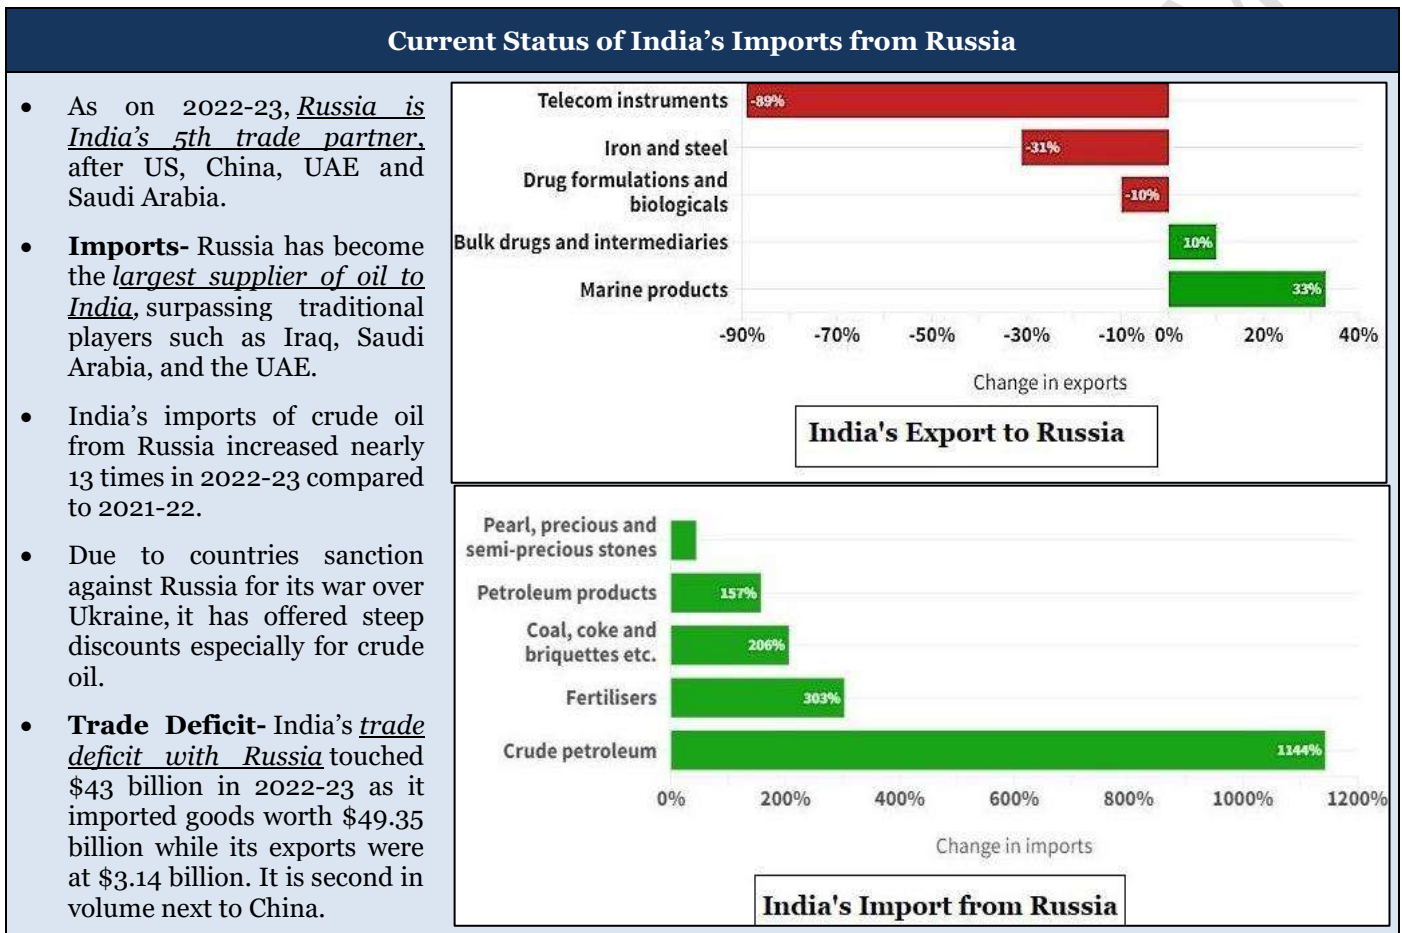 Current Status of India’s Imports from Russia
• As on 2022-23, Russia is
India’s 5th trade partner,
after US, China, UAE and
Saudi Arabia.
• Imports- Russia has become
the largest supplier of oil to
India, surpassing traditional
players such as Iraq, Saudi
Arabia, and the UAE.
• India’s imports of crude oil
from Russia increased nearly
13 times in 2022-23 compared
to 2021-22.
• Due to countries sanction
against Russia for its war over
Ukraine, it has offered steep
discounts especially for crude
oil.
• Trade Deficit- India’s trade
deficit with Russia touched
$43 billion in 2022-23 as it
imported goods worth $49.35
billion while its exports were
at $3.14 billion. It is second in
volume next to China.
Telecom instruments -89%
Iron and steel -31%
Drug formulations and
biologicals -10%
Bulk drugs and intermediaries 10%
Marine products 33%
-90% -70% -50% -30% -10% 0% 20% 40%
Change in exports
India's Export to Russia
Pearl, precious and
semi-precious stones
Petroleum products 157%
Coal, coke and
briquettes etc. 206%
Fertilisers 303%
Crude petroleum 1144%
0% 200% 400% 600% 800% 1000% 1200%
Change in imports
India's Import from Russia